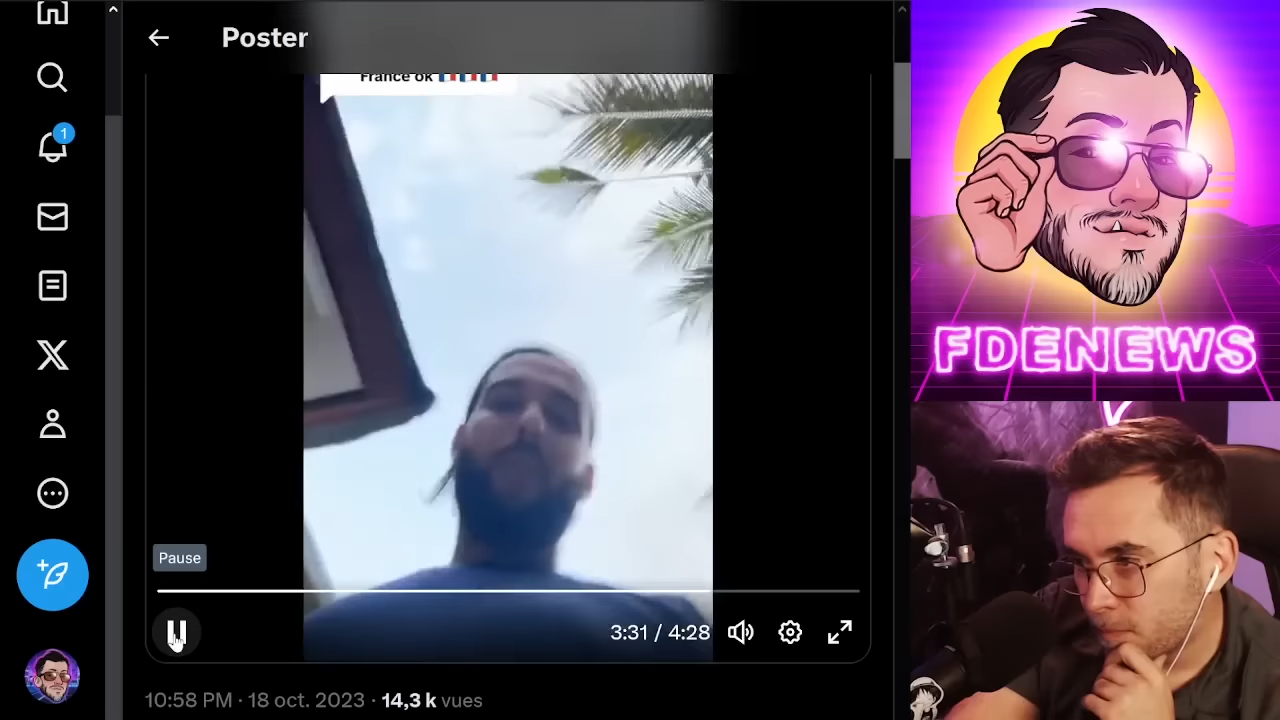 Poster
France ok 🇫🇷🇫🇷
1
Pause
3:31 / 4:28
10:58 PM · 18 oct. 2023 · 14,3 k vues
FDENEWS